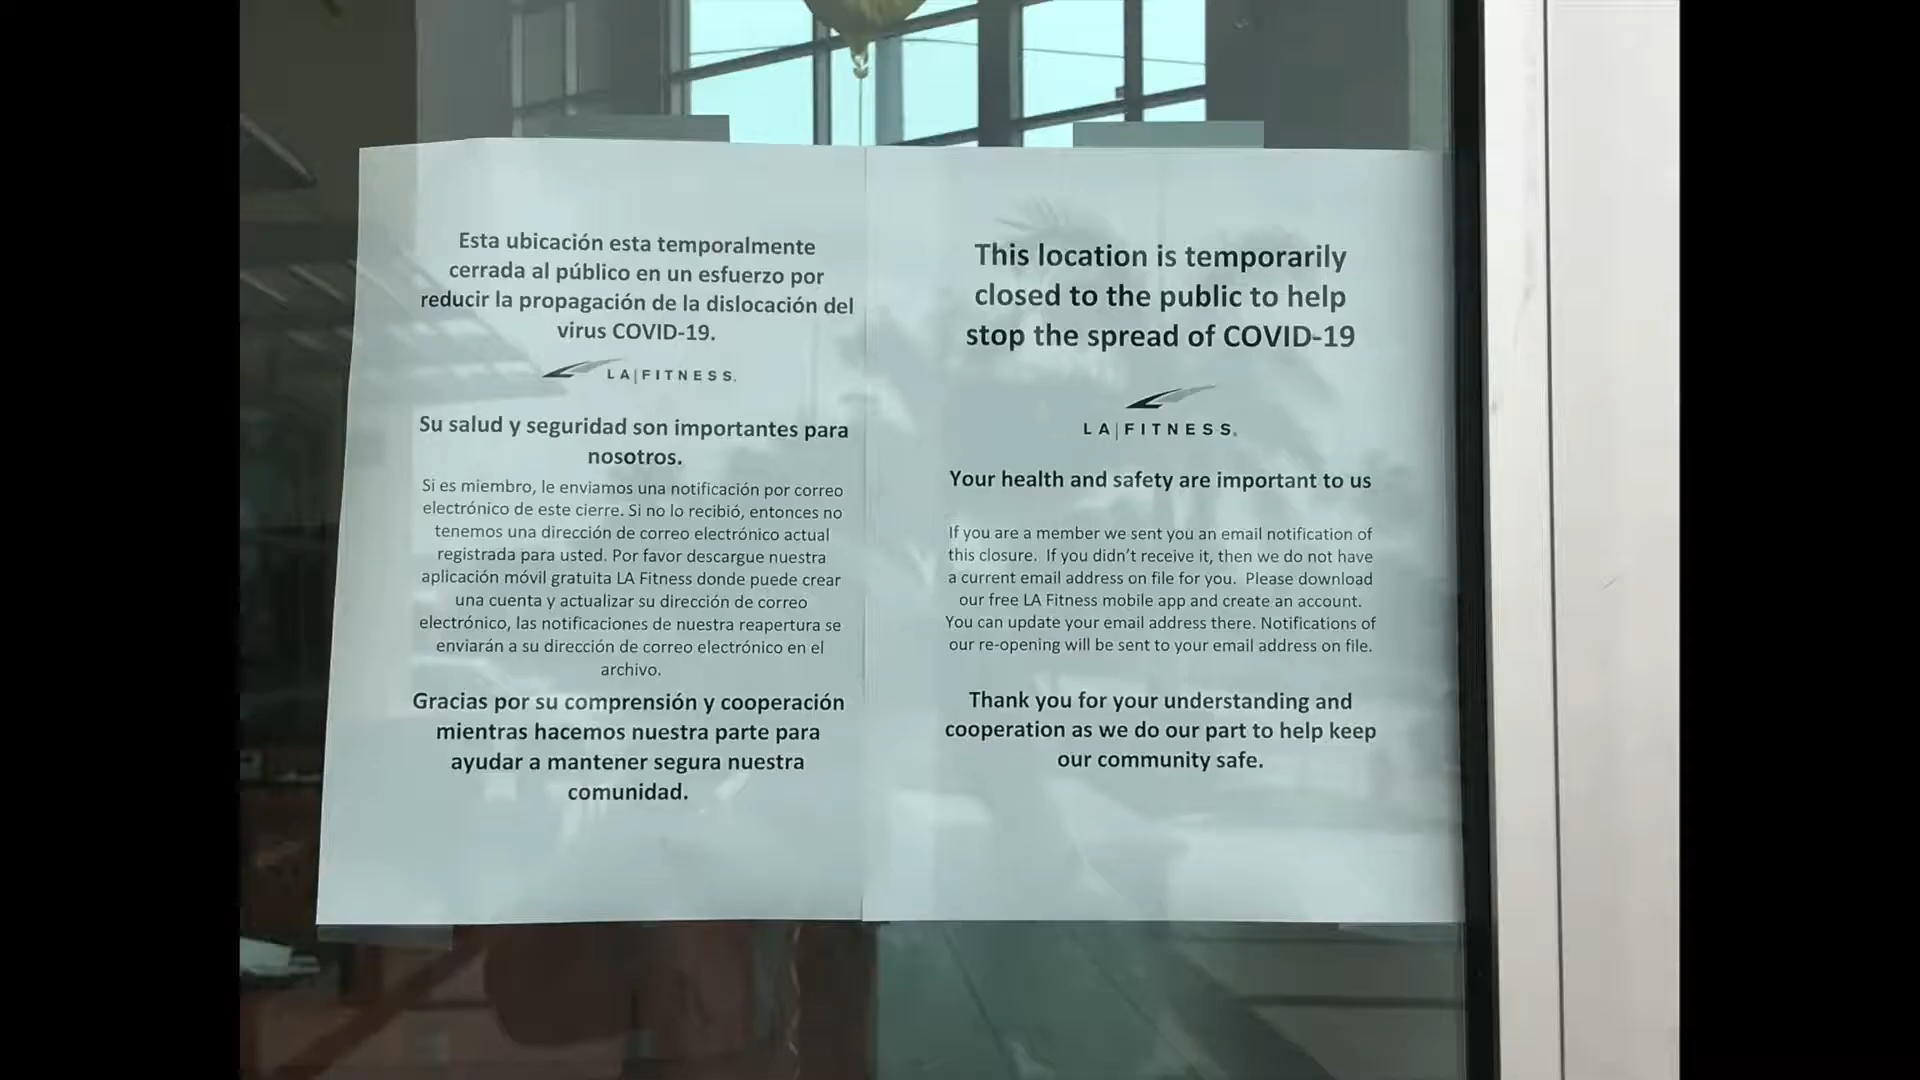 Esta ubicación esta temporalmente
cerrada al público en un esfuerzo por
reducir la propagación de la dislocación del
virus COVID-19.
LA|FITNESS.
Su salud y seguridad son importantes para
nosotros.
Si es miembro, le enviamos una notificación por correo
electrónico de este cierre. Si no lo recibió, entonces no
tenemos una dirección de correo electrónico actual
registrada para usted. Por favor descargue nuestra
aplicación móvil gratuita LA Fitness donde puede crear
una cuenta y actualizar su dirección de correo
electrónico, las notificaciones de nuestra reapertura se
enviarán a su dirección de correo electrónico en el
archivo.
Gracias por su comprensión y cooperación
mientras hacemos nuestra parte para
ayudar a mantener segura nuestra
comunidad.
This location is temporarily
closed to the public to help
stop the spread of COVID-19
LA|FITNESS.
Your health and safety are important to us
If you are a member we sent you an email notification of
this closure. If you didn't receive it, then we do not have
a current email address on file for you. Please download
our free LA Fitness mobile app and create an account.
You can update your email address there. Notifications of
our re-opening will be sent to your email address on file.
Thank you for your understanding and
cooperation as we do our part to help keep
our community safe.